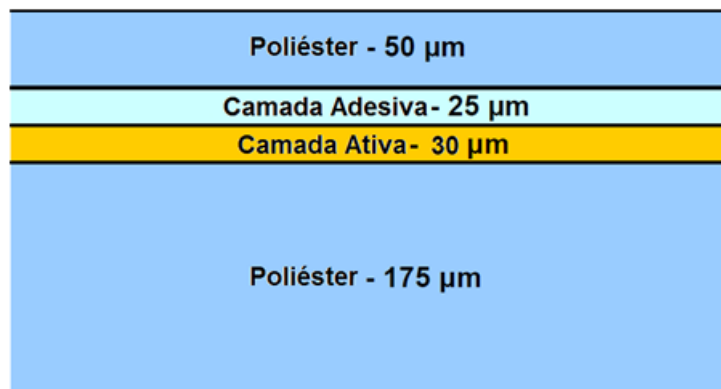 Poliéster - 50 µm
Camada Adesiva- 25 µm
Camada Ativa- 30 µm
Poliéster - 175 µm